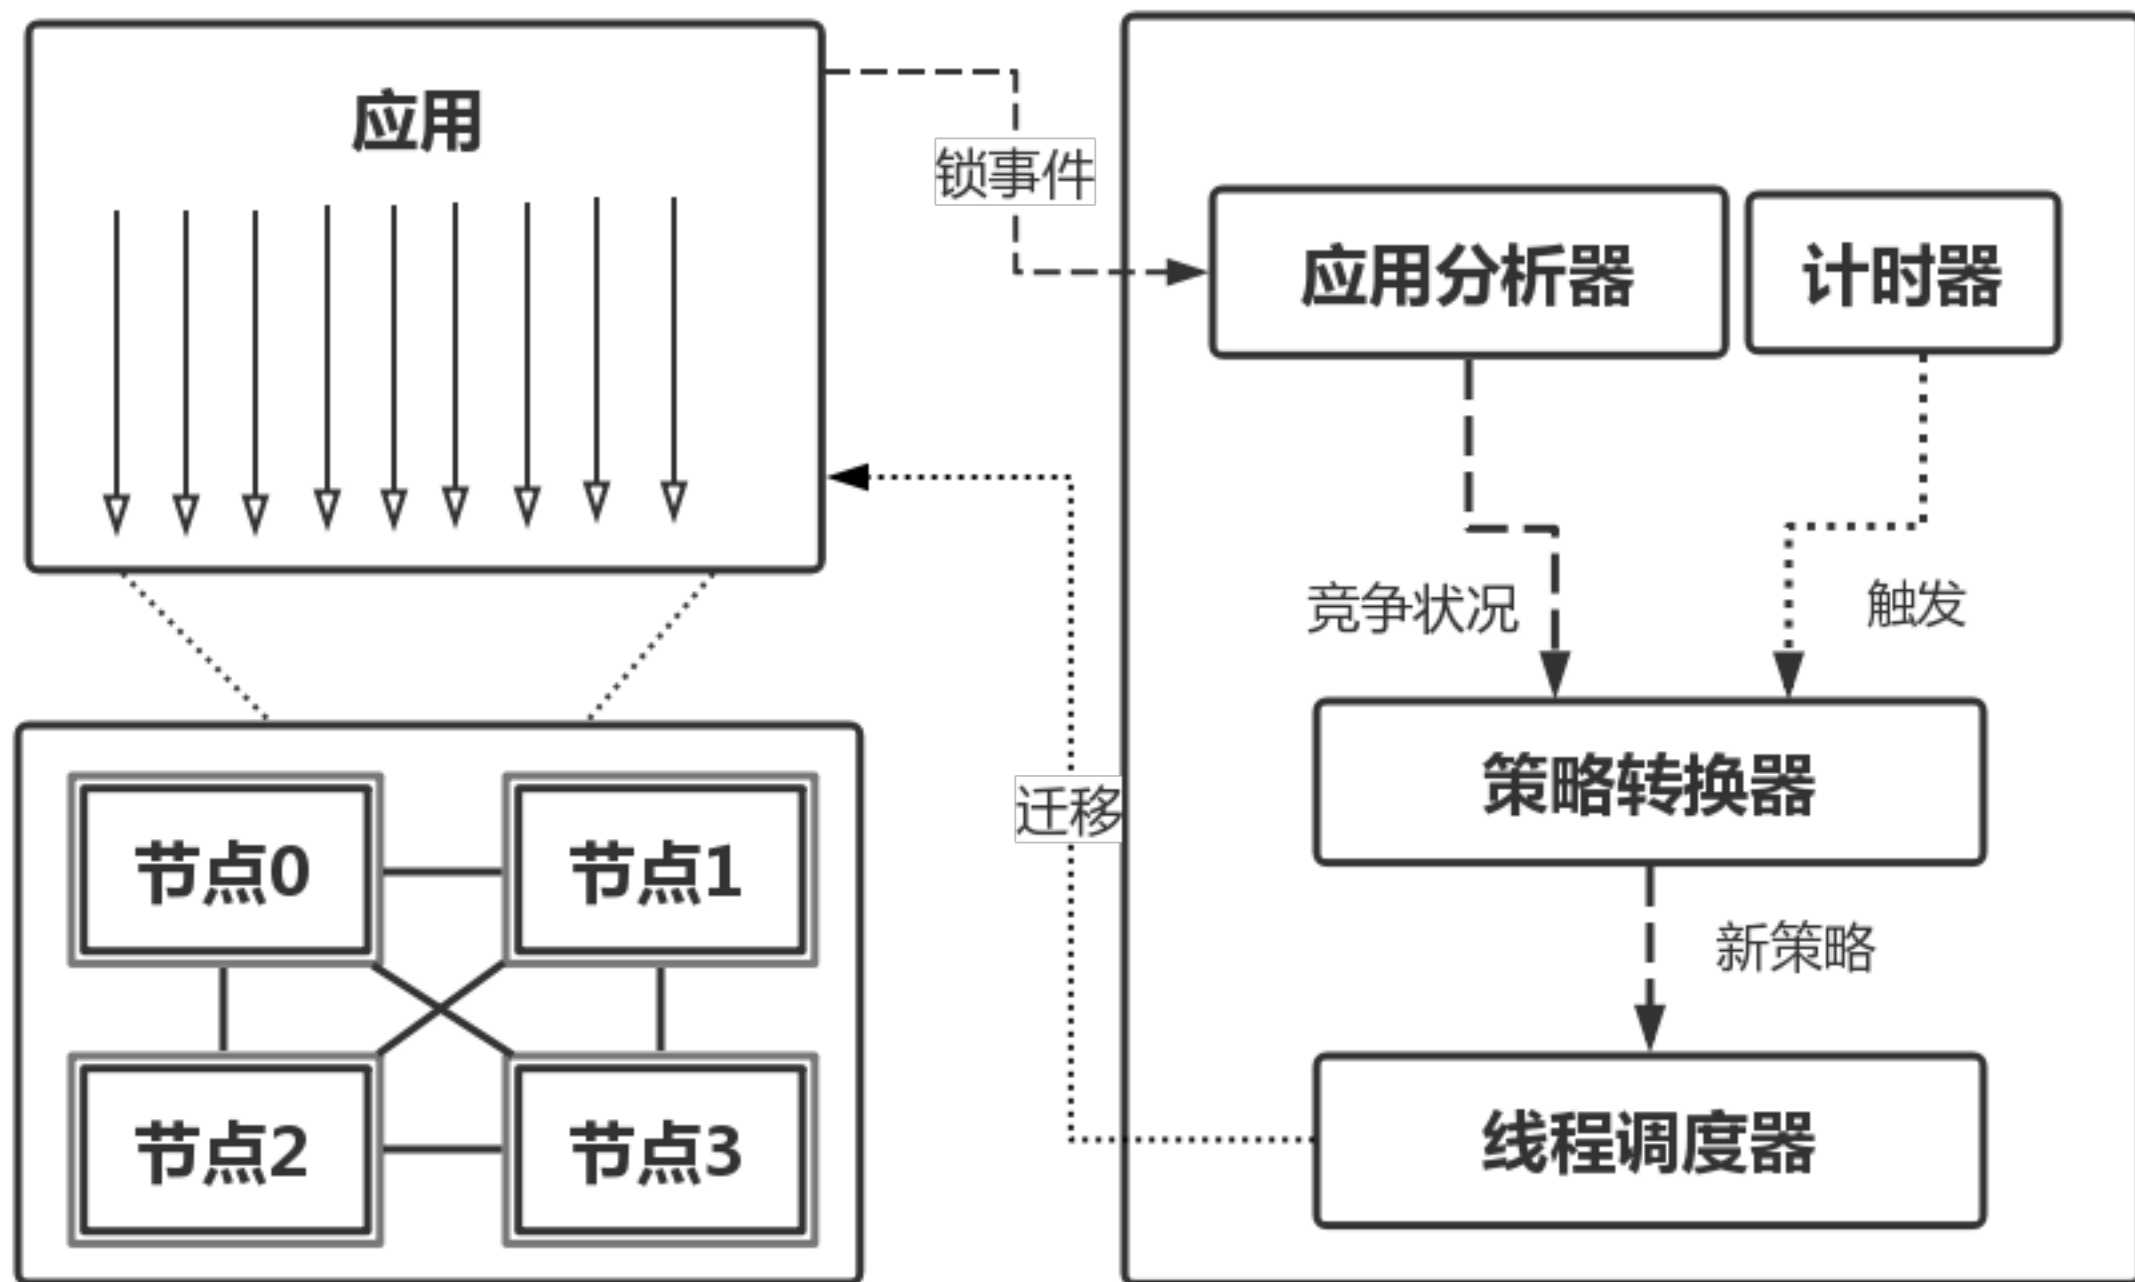 应用
锁事件
应用分析器
计时器
竞争状况
触发
策略转换器
迁移
新策略
线程调度器
节点0
节点1
节点2
节点3